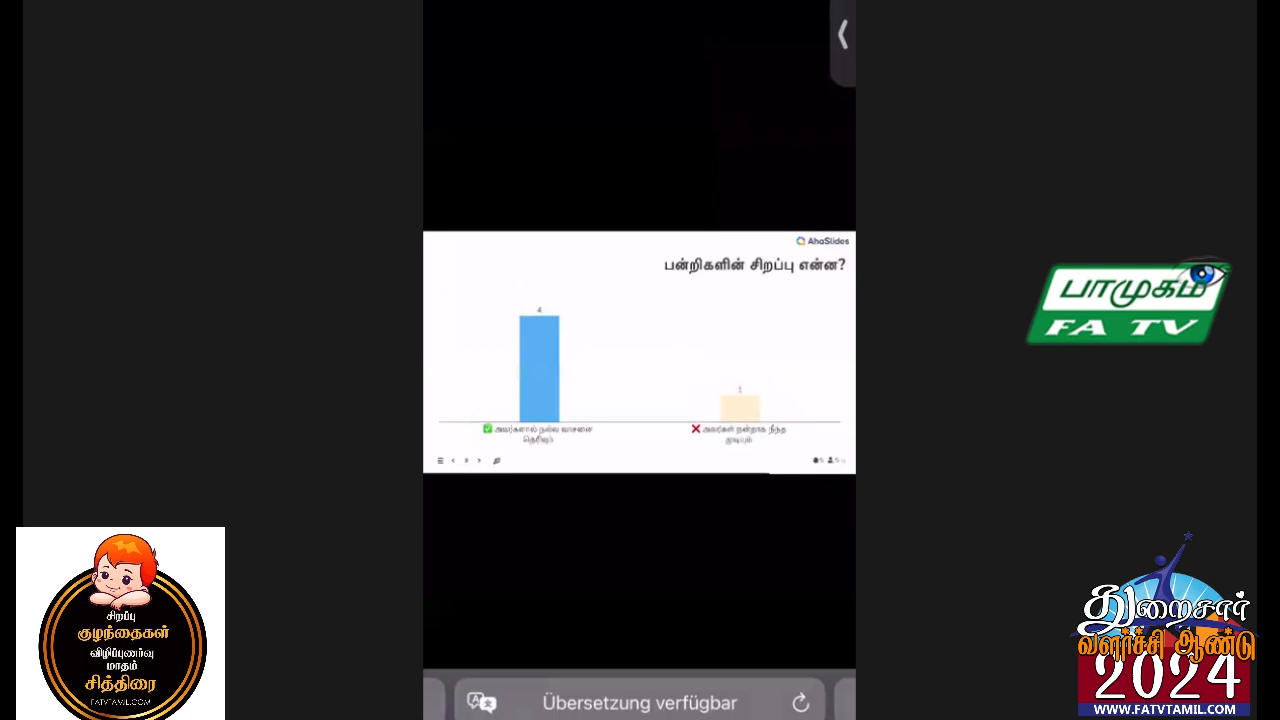 AhaSlides
பன்றிகளின் சிறப்பு என்ன?
4
1
அவர்களால் நல்ல வாசனை
தெரியும்
அவர்கள் நன்றாக நீந்த
முடியும்
Übersetzung verfügbar
பாமுகம்
FA TV
சிறப்பு
குழந்தைகள்
விழிப்புணர்வு
மாதம்
சித்திரை
FATVTAMIL.COM
துறைசார்
வளர்ச்சி ஆண்டு
2024
WWW.FATVTAMIL.COM